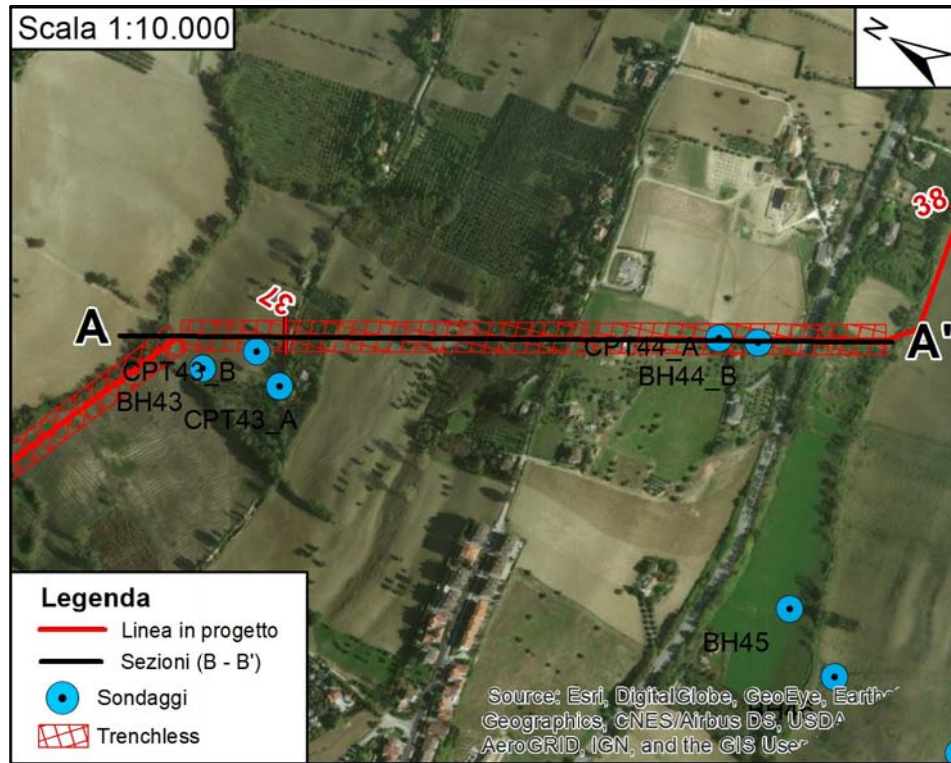 Scala 1:10.000
N
38
37
A
A'
CPT43_B
BH43
CPT43_A
CPT44_A
BH44_B
BH45
Legenda
Linea in progetto
Sezioni (B - B')
Sondaggi
Trenchless
Source: Esri, DigitalGlobe, GeoEye,
Geographics, CNES/Airbus DS, USDA
AeroGRID, IGN, and the GIS User